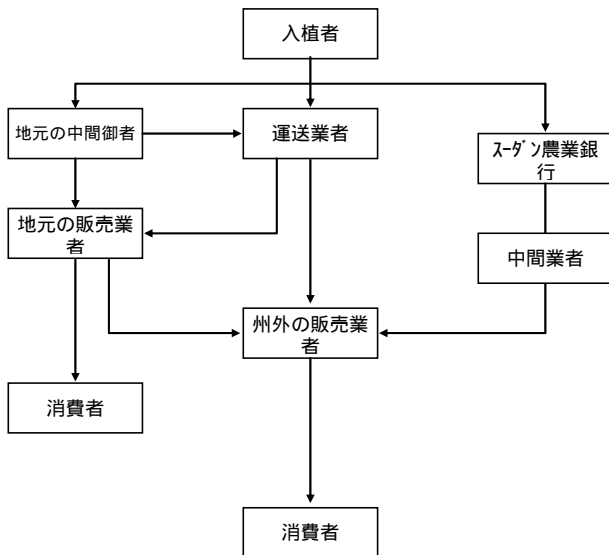 入植者
地元の中間御者
運送業者
ｽｰﾀﾞﾝ農業銀
行
地元の販売業
者
中間業者
州外の販売業
者
消費者
消費者